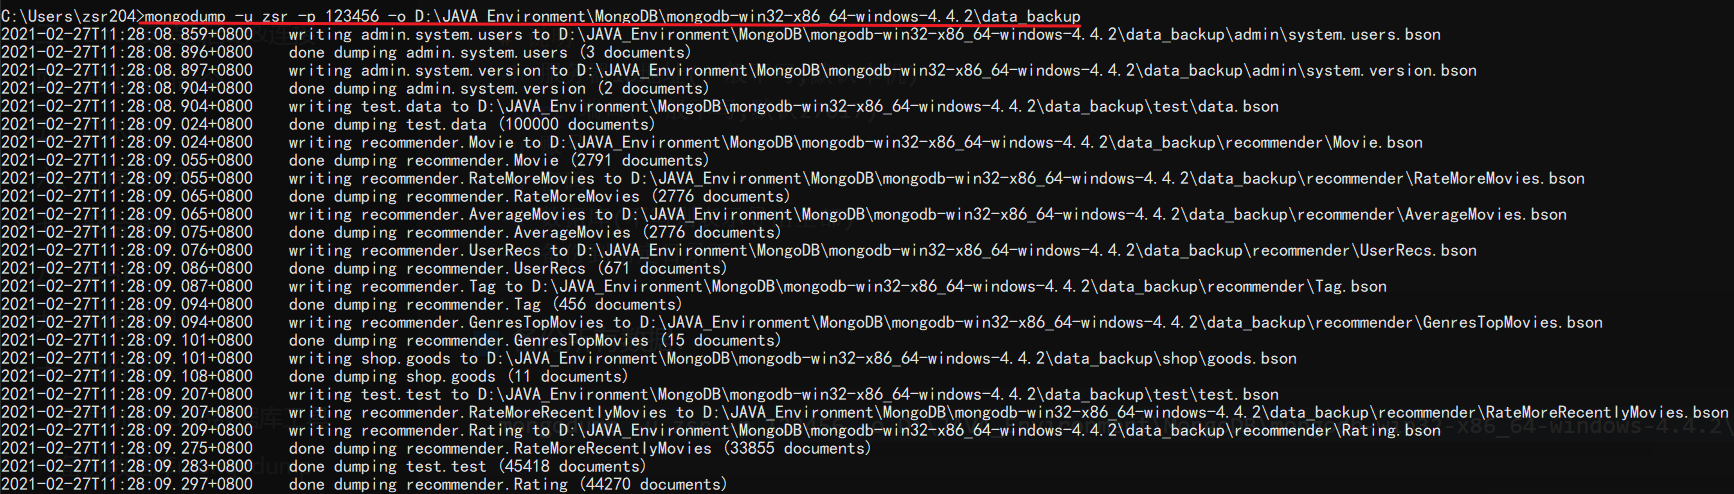 C:\Users\zsr204>mongodump -u zsr -p 123456 -o D:\JAVA_Environment\MongoDB\mongodb-win32-x86_64-windows-4.4.2\data_backup
2021-02-27T11:28:08.859+0800    writing admin.system.users to D:\JAVA_Environment\MongoDB\mongodb-win32-x86_64-windows-4.4.2\data_backup\admin\system.users.bson
2021-02-27T11:28:08.896+0800    done dumping admin.system.users (3 documents)
2021-02-27T11:28:08.897+0800    writing admin.system.version to D:\JAVA_Environment\MongoDB\mongodb-win32-x86_64-windows-4.4.2\data_backup\admin\system.version.bson
2021-02-27T11:28:08.904+0800    done dumping admin.system.version (2 documents)
2021-02-27T11:28:08.904+0800    writing test.data to D:\JAVA_Environment\MongoDB\mongodb-win32-x86_64-windows-4.4.2\data_backup\test\data.bson
2021-02-27T11:28:09.024+0800    done dumping test.data (100000 documents)
2021-02-27T11:28:09.024+0800    writing recommender.Movie to D:\JAVA_Environment\MongoDB\mongodb-win32-x86_64-windows-4.4.2\data_backup\recommender\Movie.bson
2021-02-27T11:28:09.055+0800    done dumping recommender.Movie (2791 documents)
2021-02-27T11:28:09.055+0800    writing recommender.RateMoreMovies to D:\JAVA_Environment\MongoDB\mongodb-win32-x86_64-windows-4.4.2\data_backup\recommender\RateMoreMovies.bson
2021-02-27T11:28:09.065+0800    done dumping recommender.RateMoreMovies (2776 documents)
2021-02-27T11:28:09.065+0800    writing recommender.AverageMovies to D:\JAVA_Environment\MongoDB\mongodb-win32-x86_64-windows-4.4.2\data_backup\recommender\AverageMovies.bson
2021-02-27T11:28:09.075+0800    done dumping recommender.AverageMovies (2776 documents)
2021-02-27T11:28:09.076+0800    writing recommender.UserRecs to D:\JAVA_Environment\MongoDB\mongodb-win32-x86_64-windows-4.4.2\data_backup\recommender\UserRecs.bson
2021-02-27T11:28:09.086+0800    done dumping recommender.UserRecs (671 documents)
2021-02-27T11:28:09.087+0800    writing recommender.Tag to D:\JAVA_Environment\MongoDB\mongodb-win32-x86_64-windows-4.4.2\data_backup\recommender\Tag.bson
2021-02-27T11:28:09.094+0800    done dumping recommender.Tag (456 documents)
2021-02-27T11:28:09.094+0800    writing recommender.GenresTopMovies to D:\JAVA_Environment\MongoDB\mongodb-win32-x86_64-windows-4.4.2\data_backup\recommender\GenresTopMovies.bson
2021-02-27T11:28:09.101+0800    done dumping recommender.GenresTopMovies (15 documents)
2021-02-27T11:28:09.101+0800    writing shop.goods to D:\JAVA_Environment\MongoDB\mongodb-win32-x86_64-windows-4.4.2\data_backup\shop\goods.bson
2021-02-27T11:28:09.108+0800    done dumping shop.goods (11 documents)
2021-02-27T11:28:09.207+0800    writing test.test to D:\JAVA_Environment\MongoDB\mongodb-win32-x86_64-windows-4.4.2\data_backup\test\test.bson
2021-02-27T11:28:09.207+0800    writing recommender.RateMoreRecentlyMovies to D:\JAVA_Environment\MongoDB\mongodb-win32-x86_64-windows-4.4.2\data_backup\recommender\RateMoreRecentlyMovies.bson
2021-02-27T11:28:09.209+0800    writing recommender.Rating to D:\JAVA_Environment\MongoDB\mongodb-win32-x86_64-windows-4.4.2\data_backup\recommender\Rating.bson
2021-02-27T11:28:09.275+0800    done dumping recommender.RateMoreRecentlyMovies (33855 documents)
2021-02-27T11:28:09.283+0800    done dumping test.test (45418 documents)
2021-02-27T11:28:09.297+0800    done dumping recommender.Rating (44270 documents)